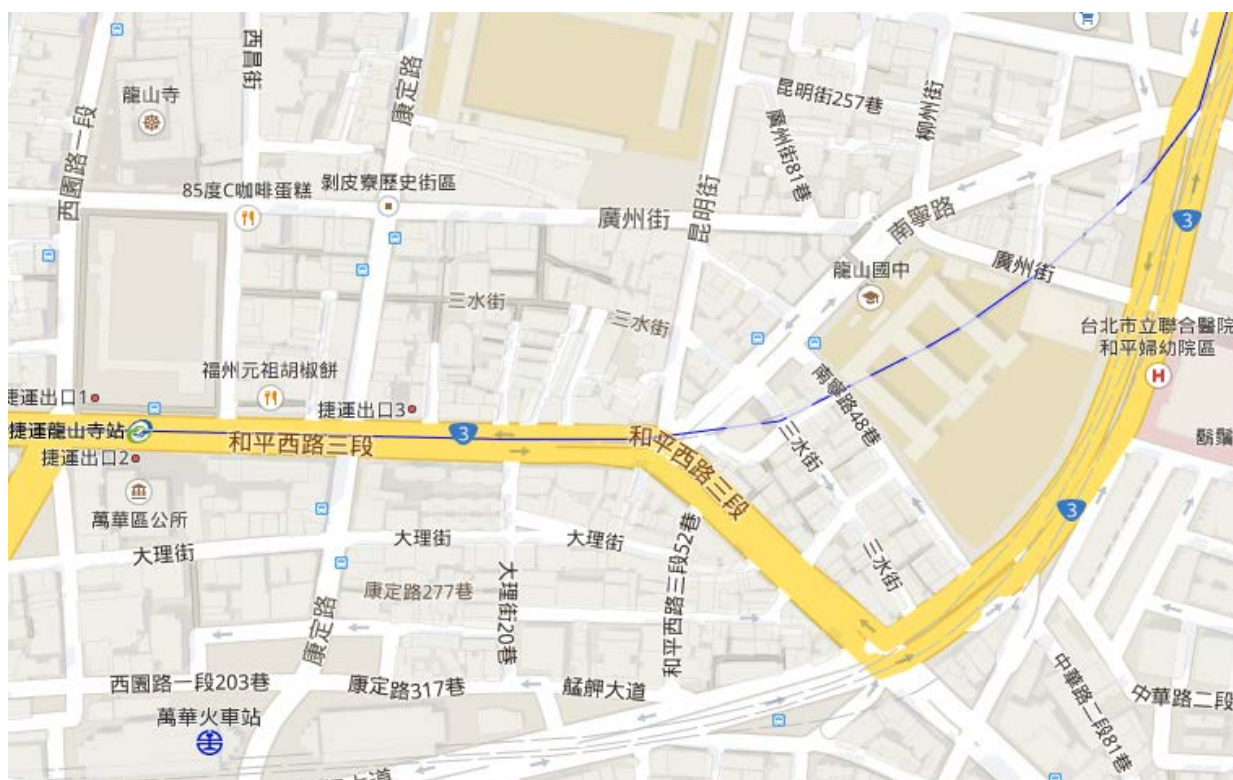 西昌街
康定路
西園路一段
龍山寺
昆明街257巷
柳州街
廣州街81巷
85度C咖啡蛋糕
剝皮寮歷史街區
廣州街
昆明街
南寧路
3
廣州街
龍山國中
三水街
三水街
台北市立聯合醫院
和平婦幼院區
H
福州元祖胡椒餅
捷運出口1
捷運出口3
南寧路48巷
捷運龍山寺站
和平西路三段
3
和平西路三段
三水街
捷運出口2
萬華區公所
3
大理街
大理街
大理街
和平西路三段52巷
三水街
康定路277巷
大理街20巷
康定路
西園路一段203巷
康定路317巷
艋舺大道
中華路二段81巷
中華路二段
萬華火車站